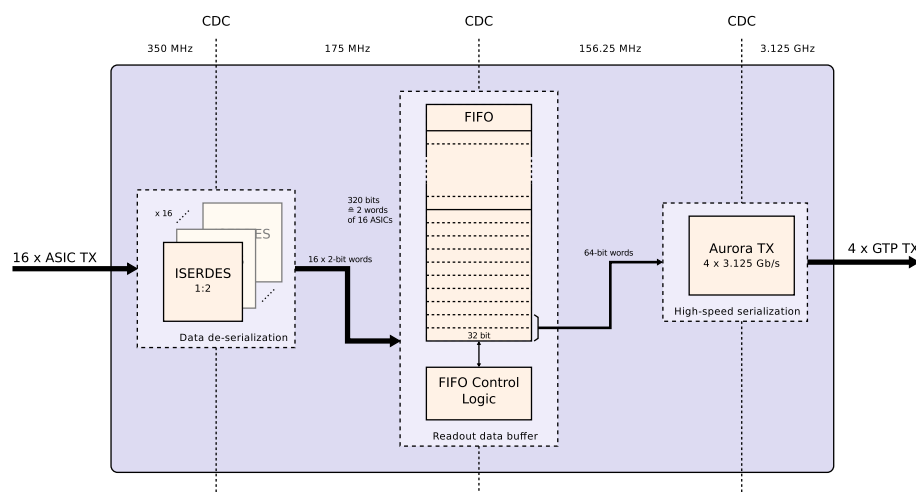 CDC
CDC
CDC
350 MHz
175 MHz
156.25 MHz
3.125 GHz
FIFO
320 bits
≙ 2 words
of 16 ASICs
x 16
ES
16 x ASIC TX
ISERDES
1:2
16 x 2-bit words
64-bit words
Aurora TX
4 x 3.125 Gb/s
4 x GTP TX
High-speed serialization
Data de-serialization
32 bit
FIFO Control
Logic
Readout data buffer